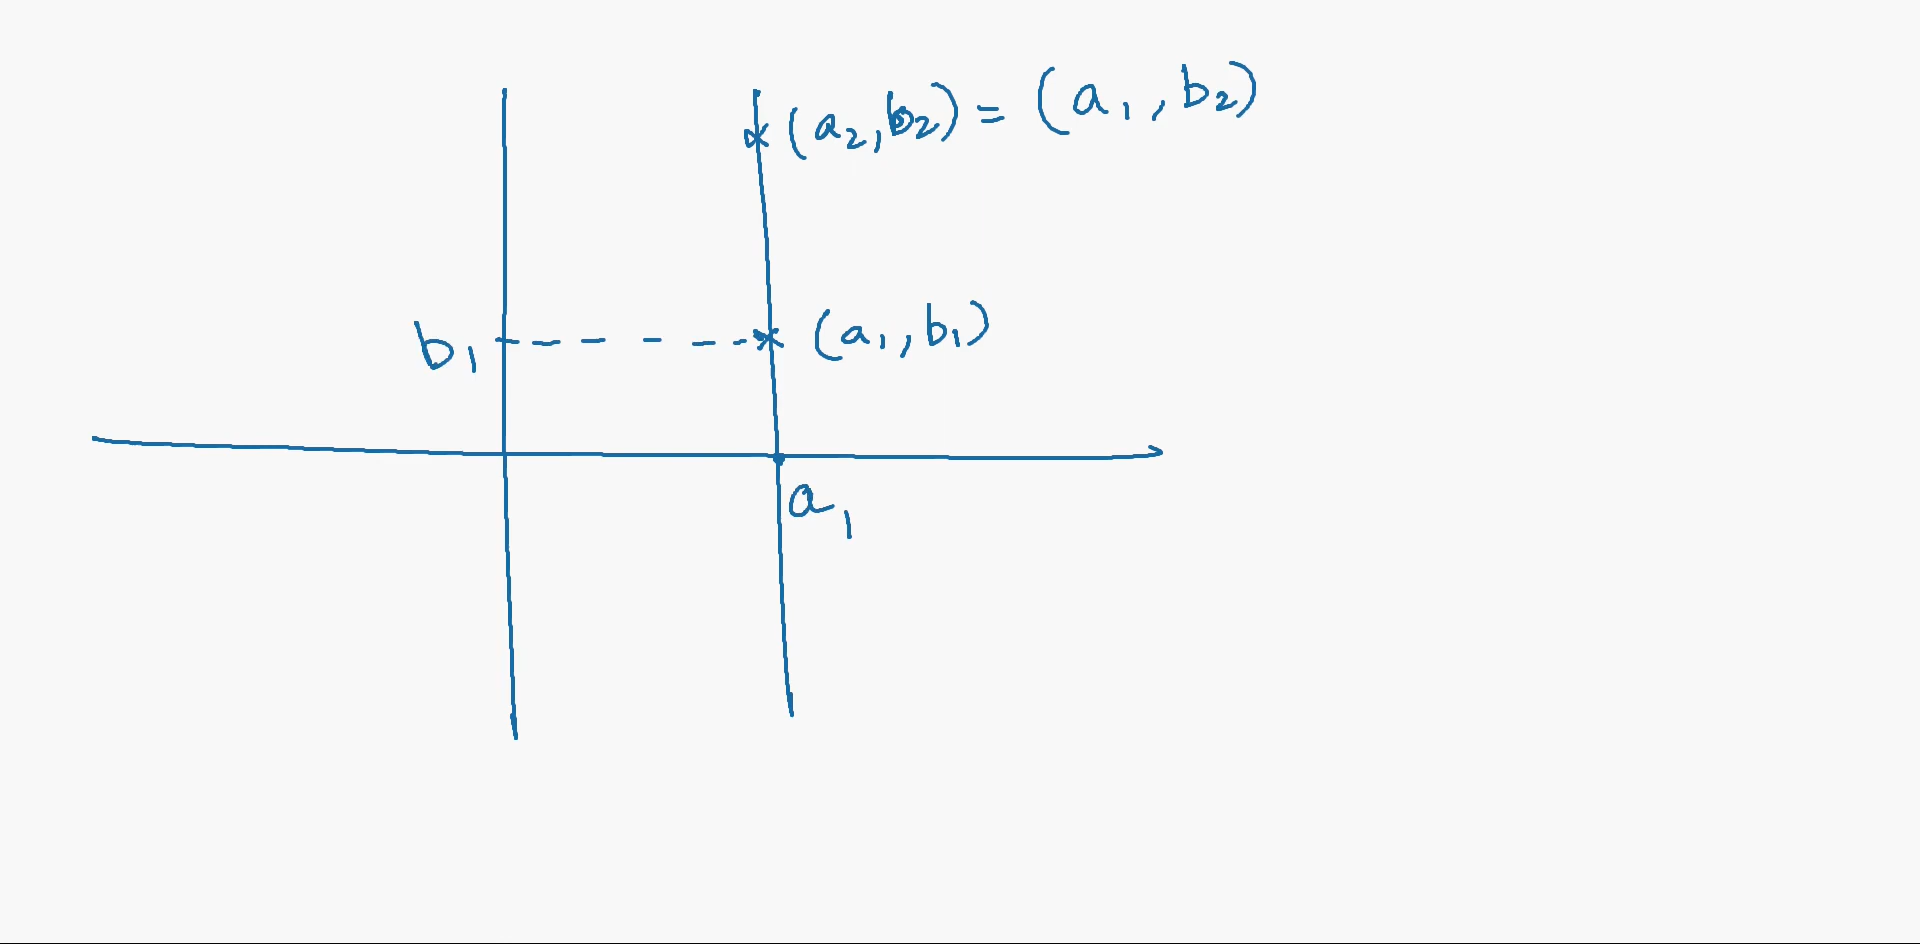 (a₂,b₂) = (a₁,b₂)
b₁
(a₁,b₁)
a₁